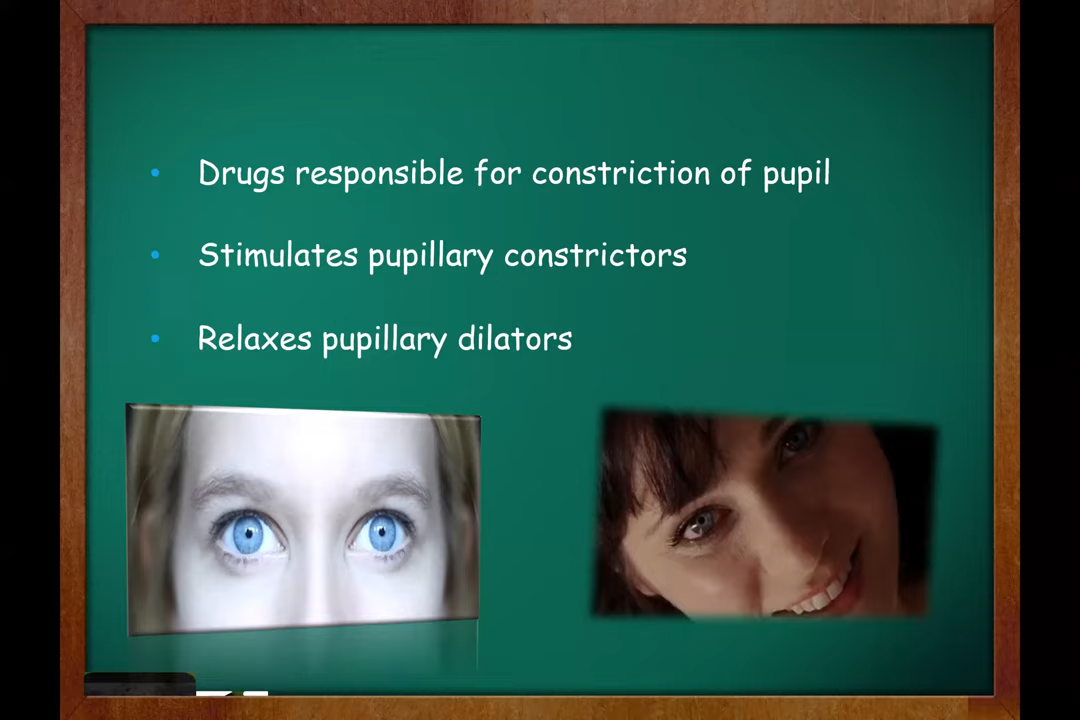 Drugs responsible for constriction of pupil
Stimulates pupillary constrictors
Relaxes pupillary dilators